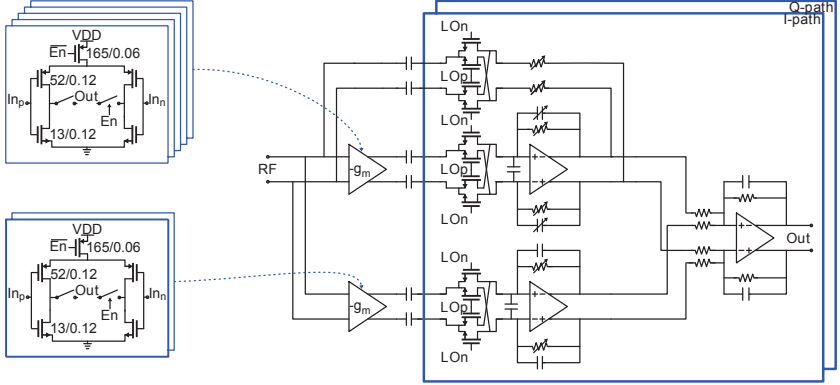 Q-path
I-path
VDD
En
165/0.06
52/0.12
Inp
Out
Inn
En
13/0.12
VDD
En
165/0.06
52/0.12
Inp
Out
Inn
En
13/0.12
RF
-gm
-gm
LOn
LOp
LOn
LOn
LOp
LOn
LOn
LOp
LOn
Out